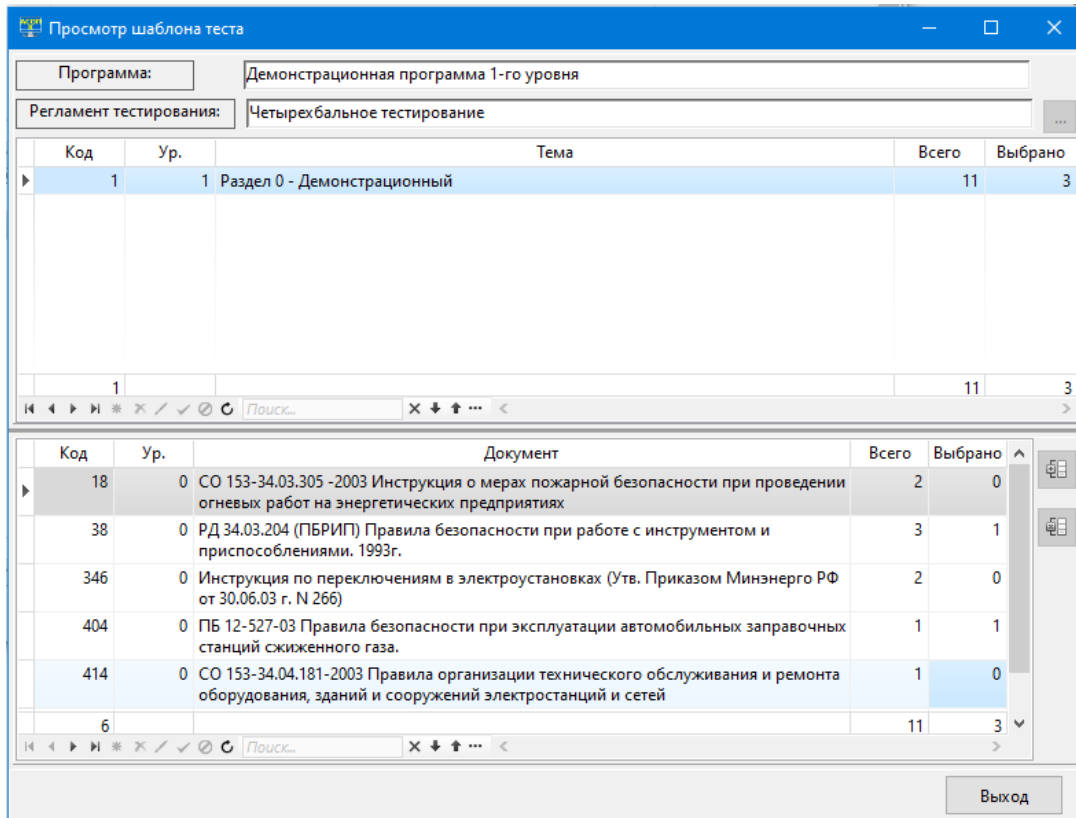 Просмотр шаблона теста
Программа: Демонстрационная программа 1-го уровня
Регламент тестирования: Четырехбальное тестирование ...
Код Ур. Тема Всего Выбрано
1 1 Раздел 0 - Демонстрационный 11 3
1 11 3
Поиск...
Код Ур. Документ Всего Выбрано
18 0 СО 153-34.03.305 -2003 Инструкция о мерах пожарной безопасности при проведении 2 0
огневых работ на энергетических предприятиях
38 0 РД 34.03.204 (ПБРИП) Правила безопасности при работе с инструментом и 3 1
приспособлениями. 1993г.
346 0 Инструкция по переключениям в электроустановках (Утв. Приказом Минэнерго РФ 2 0
от 30.06.03 г. N 266)
404 0 ПБ 12-527-03 Правила безопасности при эксплуатации автомобильных заправочных 1 1
станций сжиженного газа.
414 0 СО 153-34.04.181-2003 Правила организации технического обслуживания и ремонта 1 0
оборудования, зданий и сооружений электростанций и сетей
6 11 3
Поиск...
Выход